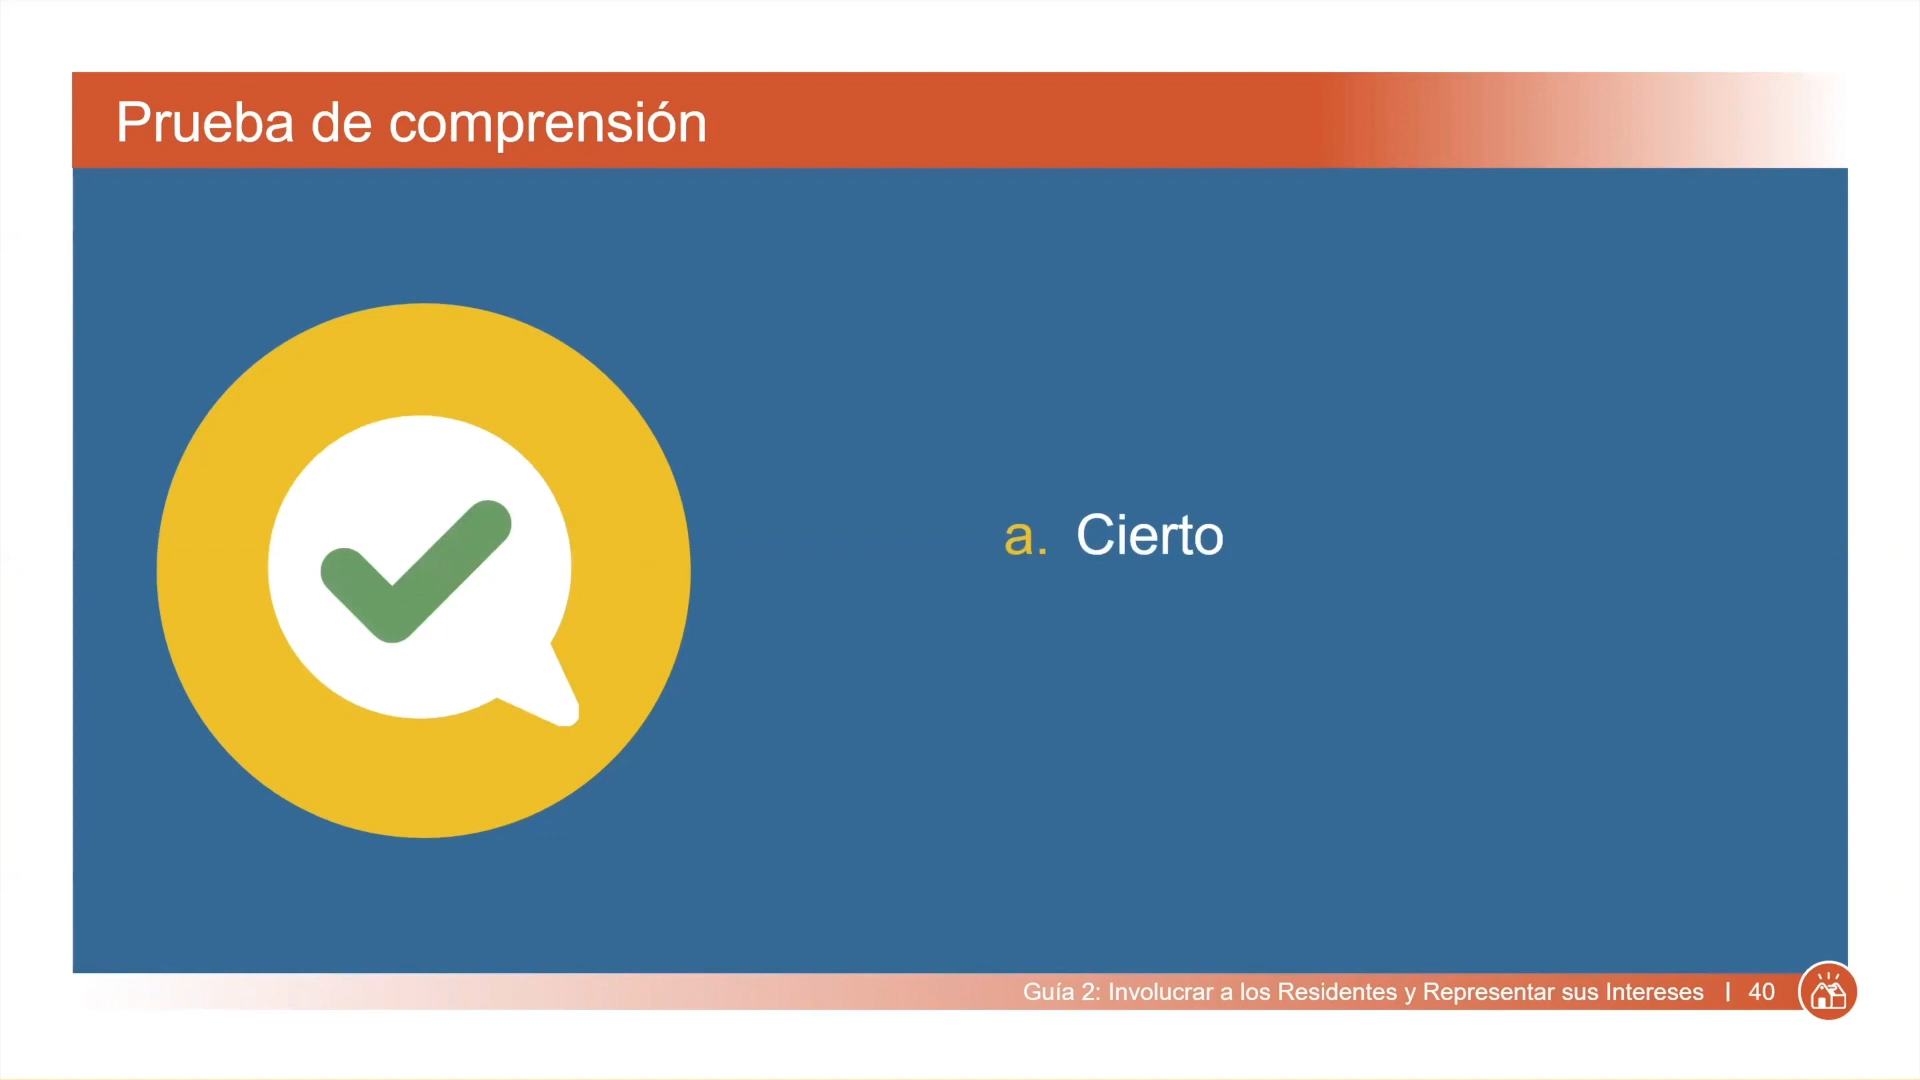 Prueba de comprensión
a. Cierto
Guía 2: Involucrar a los Residentes y Representar sus Intereses | 40